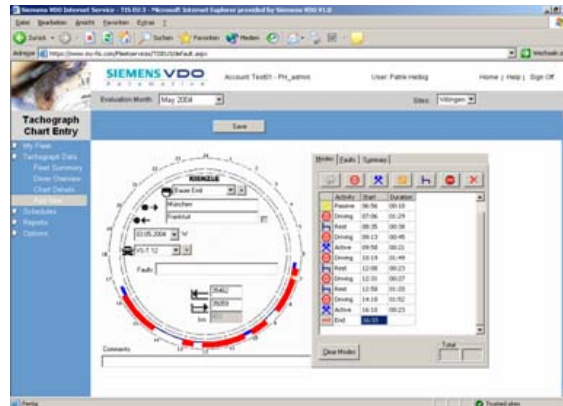 Siemens VDO Internet Service - TIS EU.1 - Microsoft Internet Explorer provided by Siemens VDO V1.0
Datei Bearbeiten Ansicht Favoriten Extras ?
Zurück Suchen Favoriten Medien
Adresse Wechseln
SIEMENS VDO
Automotive
Account: Test01 - PH_admin
User: Patrik Herbig
Home | Help | Sign Off
Evaluation Month May 2004
Sites: Villingen
Tachograph
Chart Entry
Save
My Fleet
Tachograph Data
Fleet Summary
Driver Overview
Chart Details
Add New
Schedules
Reports
Options
KIENZLE
Bauer Emil
München
Frankfurt
03.05.2004
VS-T 12
Faults
35462
km
Comments
Modes Faults Summary
Activity Start Duration
Passive 06:56 00:10
Driving 07:06 01:29
Rest 08:35 00:38
Driving 09:13 00:45
Active 09:58 00:21
Driving 10:19 01:49
Rest 12:08 00:23
Driving 12:31 00:27
Rest 12:58 01:20
Driving 14:18 01:52
Active 16:10 00:23
End 16:33
Clear Modes
Total
Fertig
Trusted sites